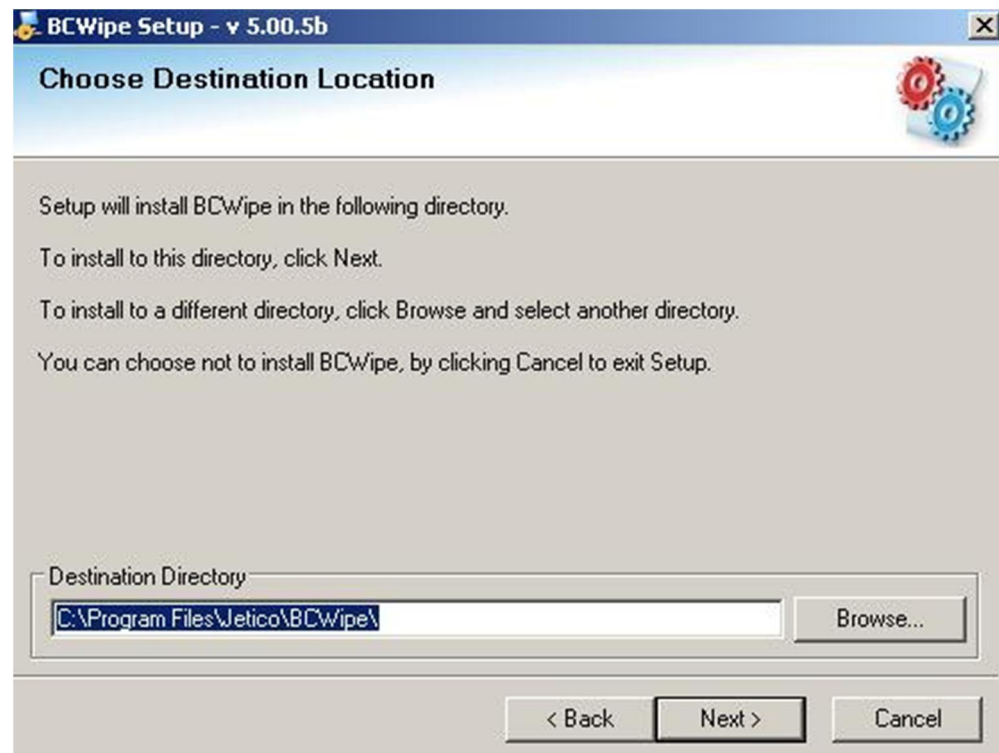 BCWipe Setup - v 5.00.5b
Choose Destination Location
Setup will install BCWipe in the following directory.
To install to this directory, click Next.
To install to a different directory, click Browse and select another directory.
You can choose not to install BCWipe, by clicking Cancel to exit Setup.
Destination Directory
C:\Program Files\Jetico\BCWipe\
Browse...
< Back
Next >
Cancel